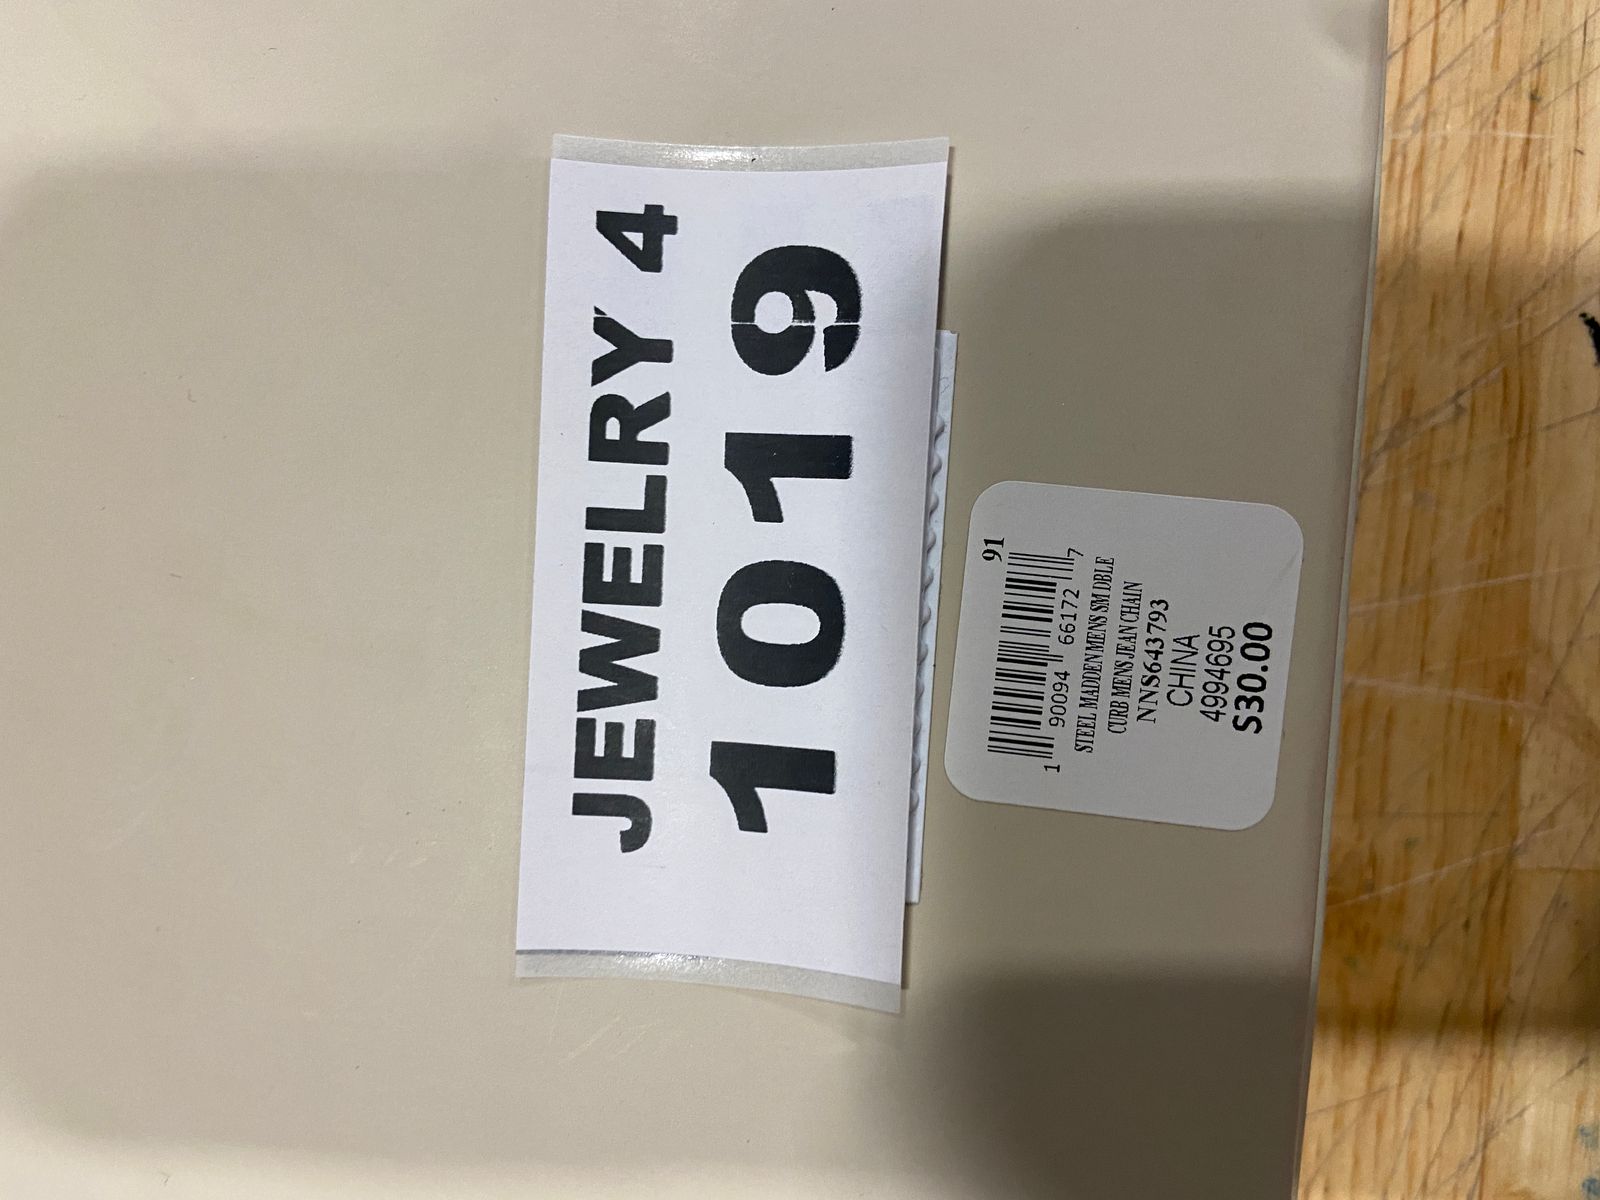 JEWELRY 4
1019
91
1 90094 66172 7
STEEL MADDEN MENS SM DBLE
CURB MENS JEAN CHAIN
NNS643793
CHINA
4994695
$30.00